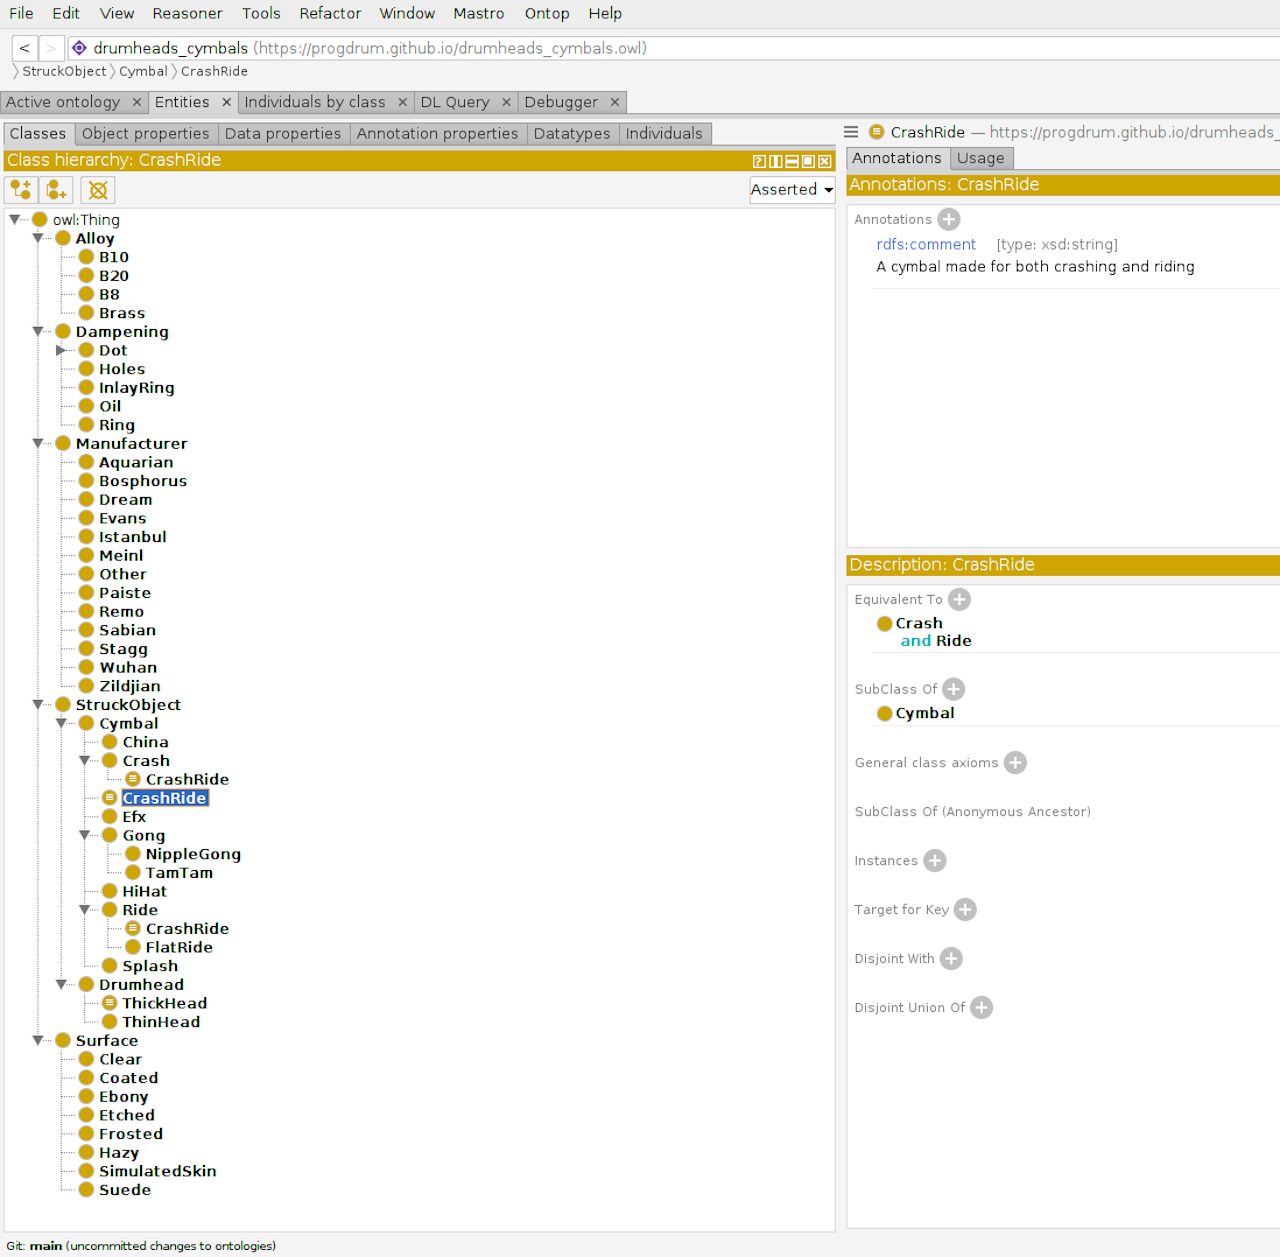 File Edit View Reasoner Tools Refactor Window Mastro Ontop Help
< > drumheads_cymbals (https://progdrum.github.io/drumheads_cymbals.owl)
StructObject Cymbal CrashRide
Active ontology × Entities × Individuals by class × DL Query × Debugger ×
Classes Object properties Data properties Annotation properties Datatypes Individuals
Class hierarchy: CrashRide
Asserted
owl:Thing
Alloy
B10
B20
B8
Brass
Dampening
Dot
Holes
InlayRing
Oil
Ring
Manufacturer
Aquarian
Bosphorus
Dream
Evans
Istanbul
Meinl
Other
Paiste
Remo
Sabian
Stagg
Wuhan
Zildjian
StruckObject
Cymbal
China
Crash
CrashRide
CrashRide
Efx
Gong
NippleGong
TamTam
HiHat
Ride
CrashRide
FlatRide
Splash
Drumhead
ThickHead
ThinHead
Surface
Clear
Coated
Ebony
Etched
Frosted
Hazy
SimulatedSkin
Suede
CrashRide — https://progdrum.github.io/drumheads_
Annotations Usage
Annotations: CrashRide
Annotations
rdfs:comment [type: xsd:string]
A cymbal made for both crashing and riding
Description: CrashRide
Equivalent To
Crash
and Ride
SubClass Of
Cymbal
General class axioms
SubClass Of (Anonymous Ancestor)
Instances
Target for Key
Disjoint With
Disjoint Union Of
Git: main (uncommitted changes to ontologies)